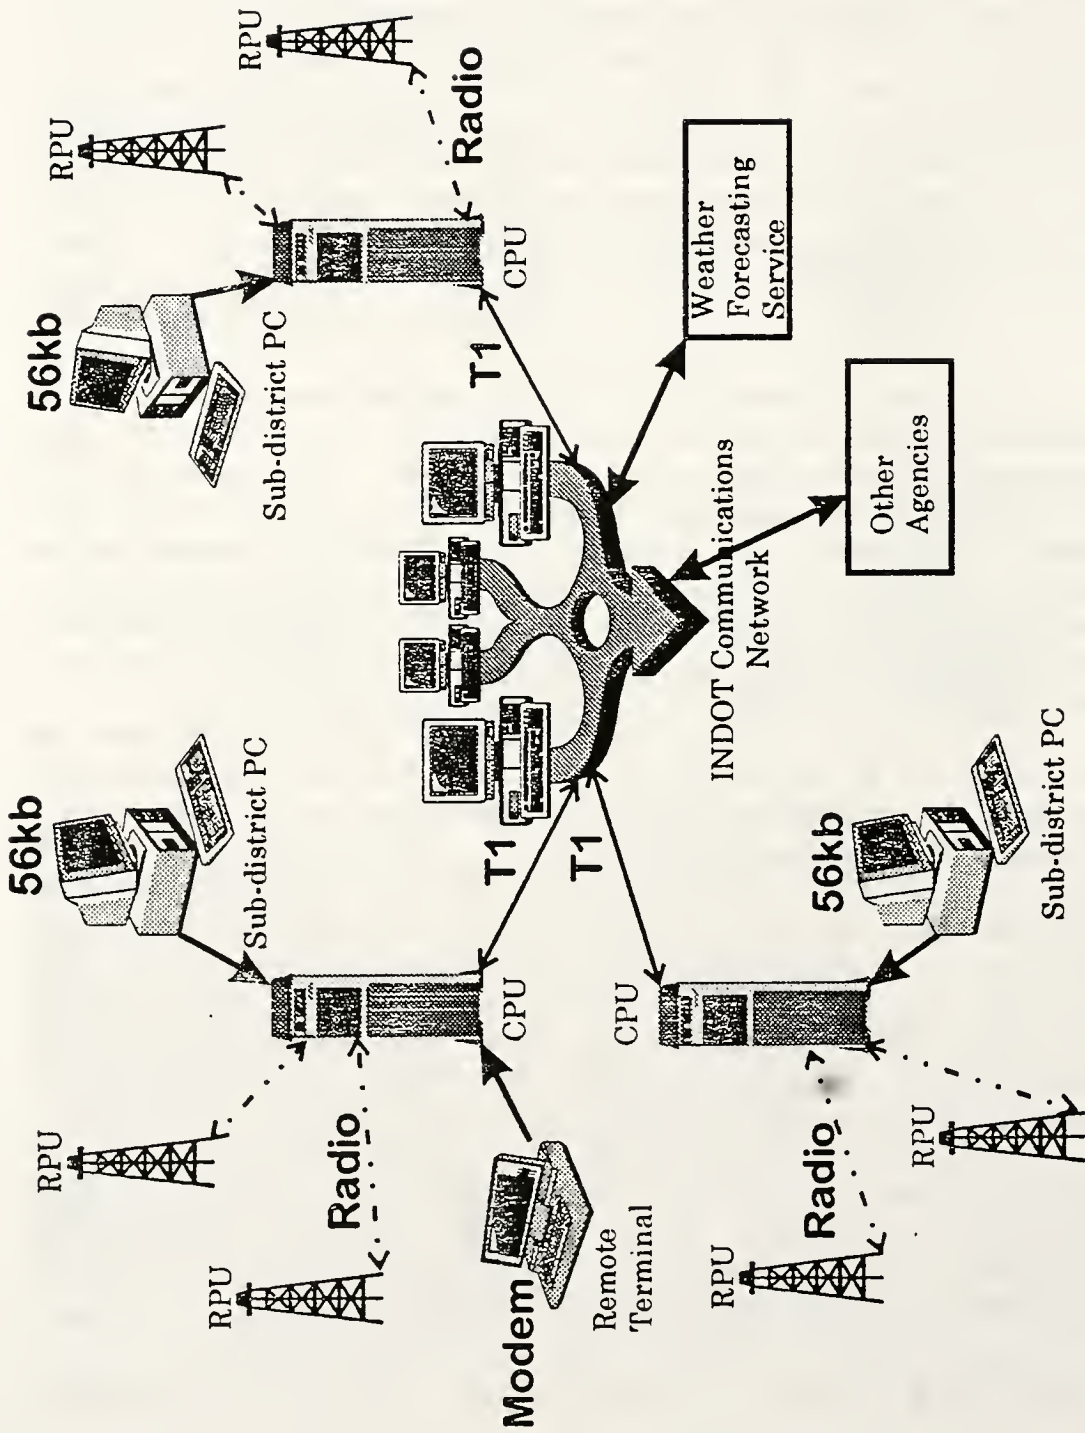 56kb
56kb
RPU
RPU
RPU
RPU
Sub-district PC
Sub-district PC
Radio
Radio
T1
T1
CPU
CPU
Modem
T1
Remote
Terminal
CPU
Weather
Forecasting
Service
INDOT Communications
Network
RPU
Radio
56kb
Other
Agencies
RPU
Sub-district PC